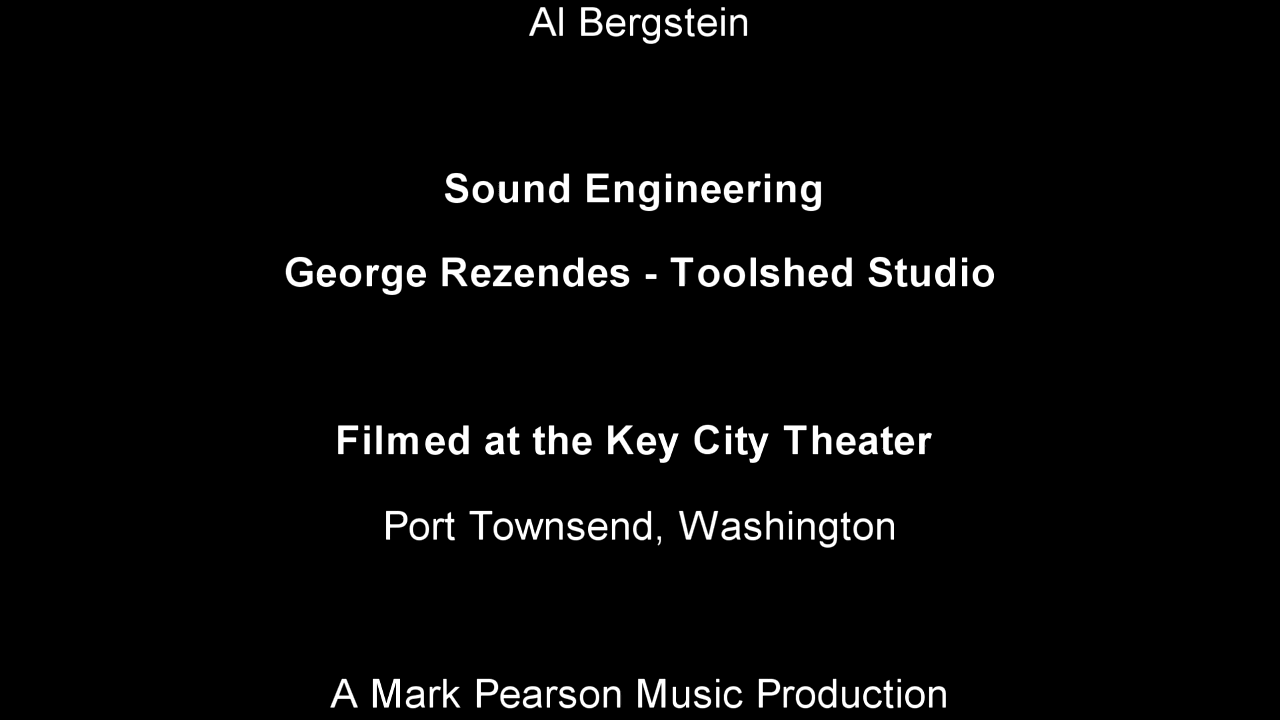 Al Bergstein
Sound Engineering
George Rezendes - Toolshed Studio
Filmed at the Key City Theater
Port Townsend, Washington
A Mark Pearson Music Production